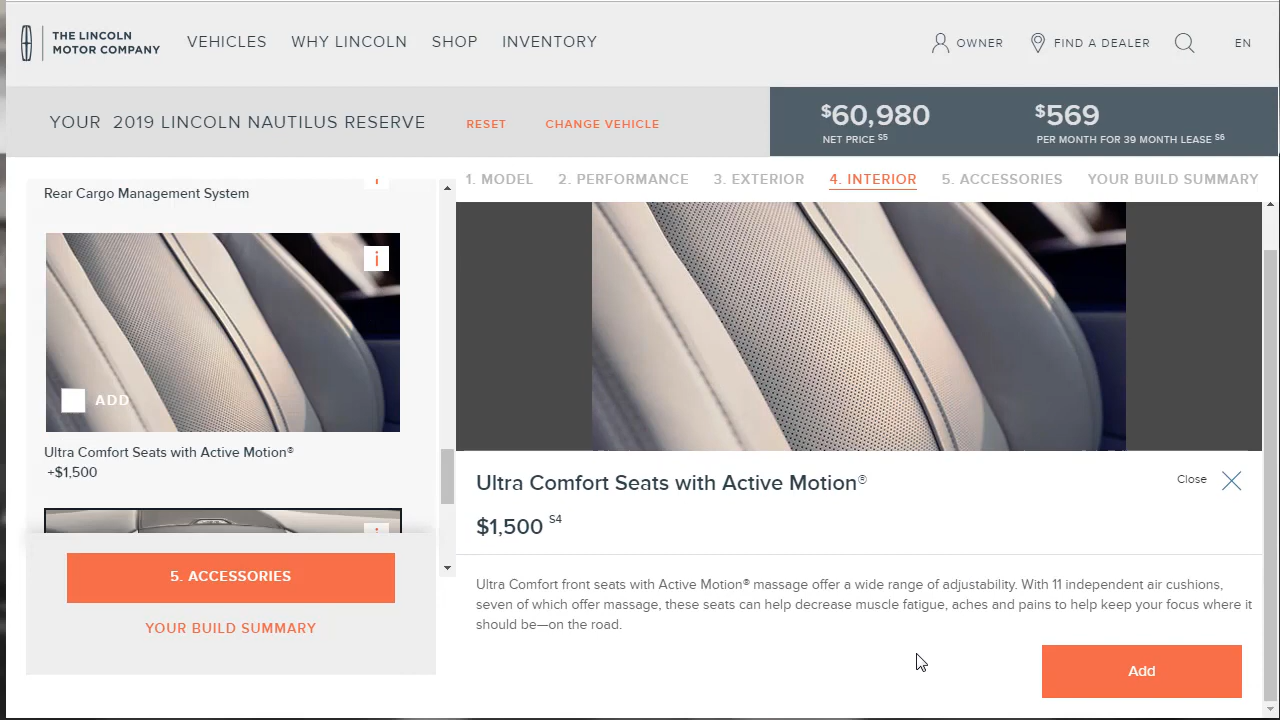 THE LINCOLN
MOTOR COMPANY
VEHICLES WHY LINCOLN SHOP INVENTORY
OWNER FIND A DEALER EN
YOUR 2019 LINCOLN NAUTILUS RESERVE RESET CHANGE VEHICLE
$60,980
NET PRICE S5
$569
PER MONTH FOR 39 MONTH LEASE S6
1. MODEL 2. PERFORMANCE 3. EXTERIOR 4. INTERIOR 5. ACCESSORIES YOUR BUILD SUMMARY
i
Rear Cargo Management System
i
ADD
Ultra Comfort Seats with Active Motion®
+$1,500
i
5. ACCESSORIES
YOUR BUILD SUMMARY
Ultra Comfort Seats with Active Motion®
Close
$1,500 S4
Ultra Comfort front seats with Active Motion® massage offer a wide range of adjustability. With 11 independent air cushions,
seven of which offer massage, these seats can help decrease muscle fatigue, aches and pains to help keep your focus where it
should be—on the road.
Add